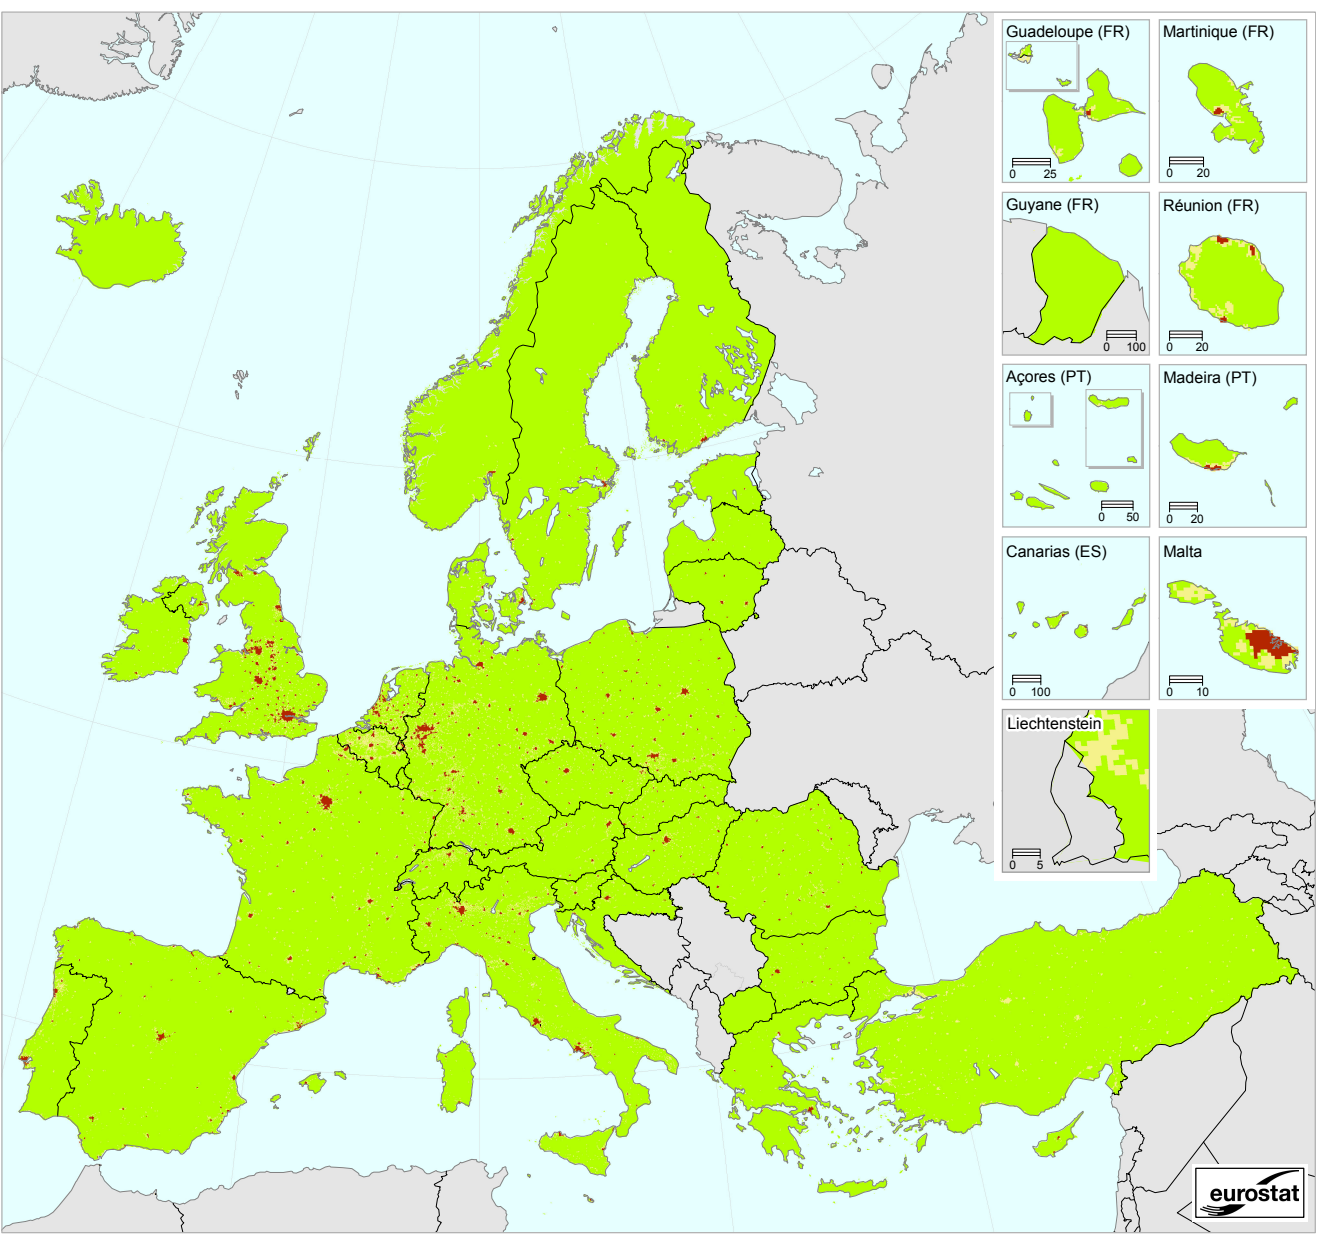 Guadeloupe (FR)
0 25
Martinique (FR)
0 20
Guyane (FR)
0 100
Réunion (FR)
0 20
Açores (PT)
0 50
Madeira (PT)
0 20
Canarias (ES)
0 100
Malta
0 10
Liechtenstein
0 5
eurostat